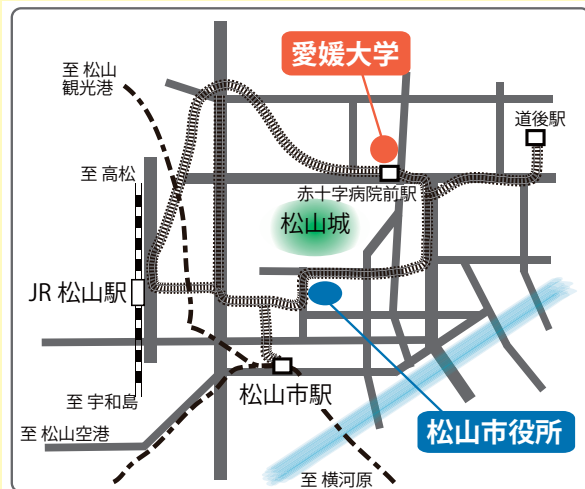 愛媛大学
至 松山
観光港
道後駅
至 高松
赤十字病院前駅
松山城
JR 松山駅
松山市駅
至 宇和島
至 松山空港
松山市役所
至 横河原